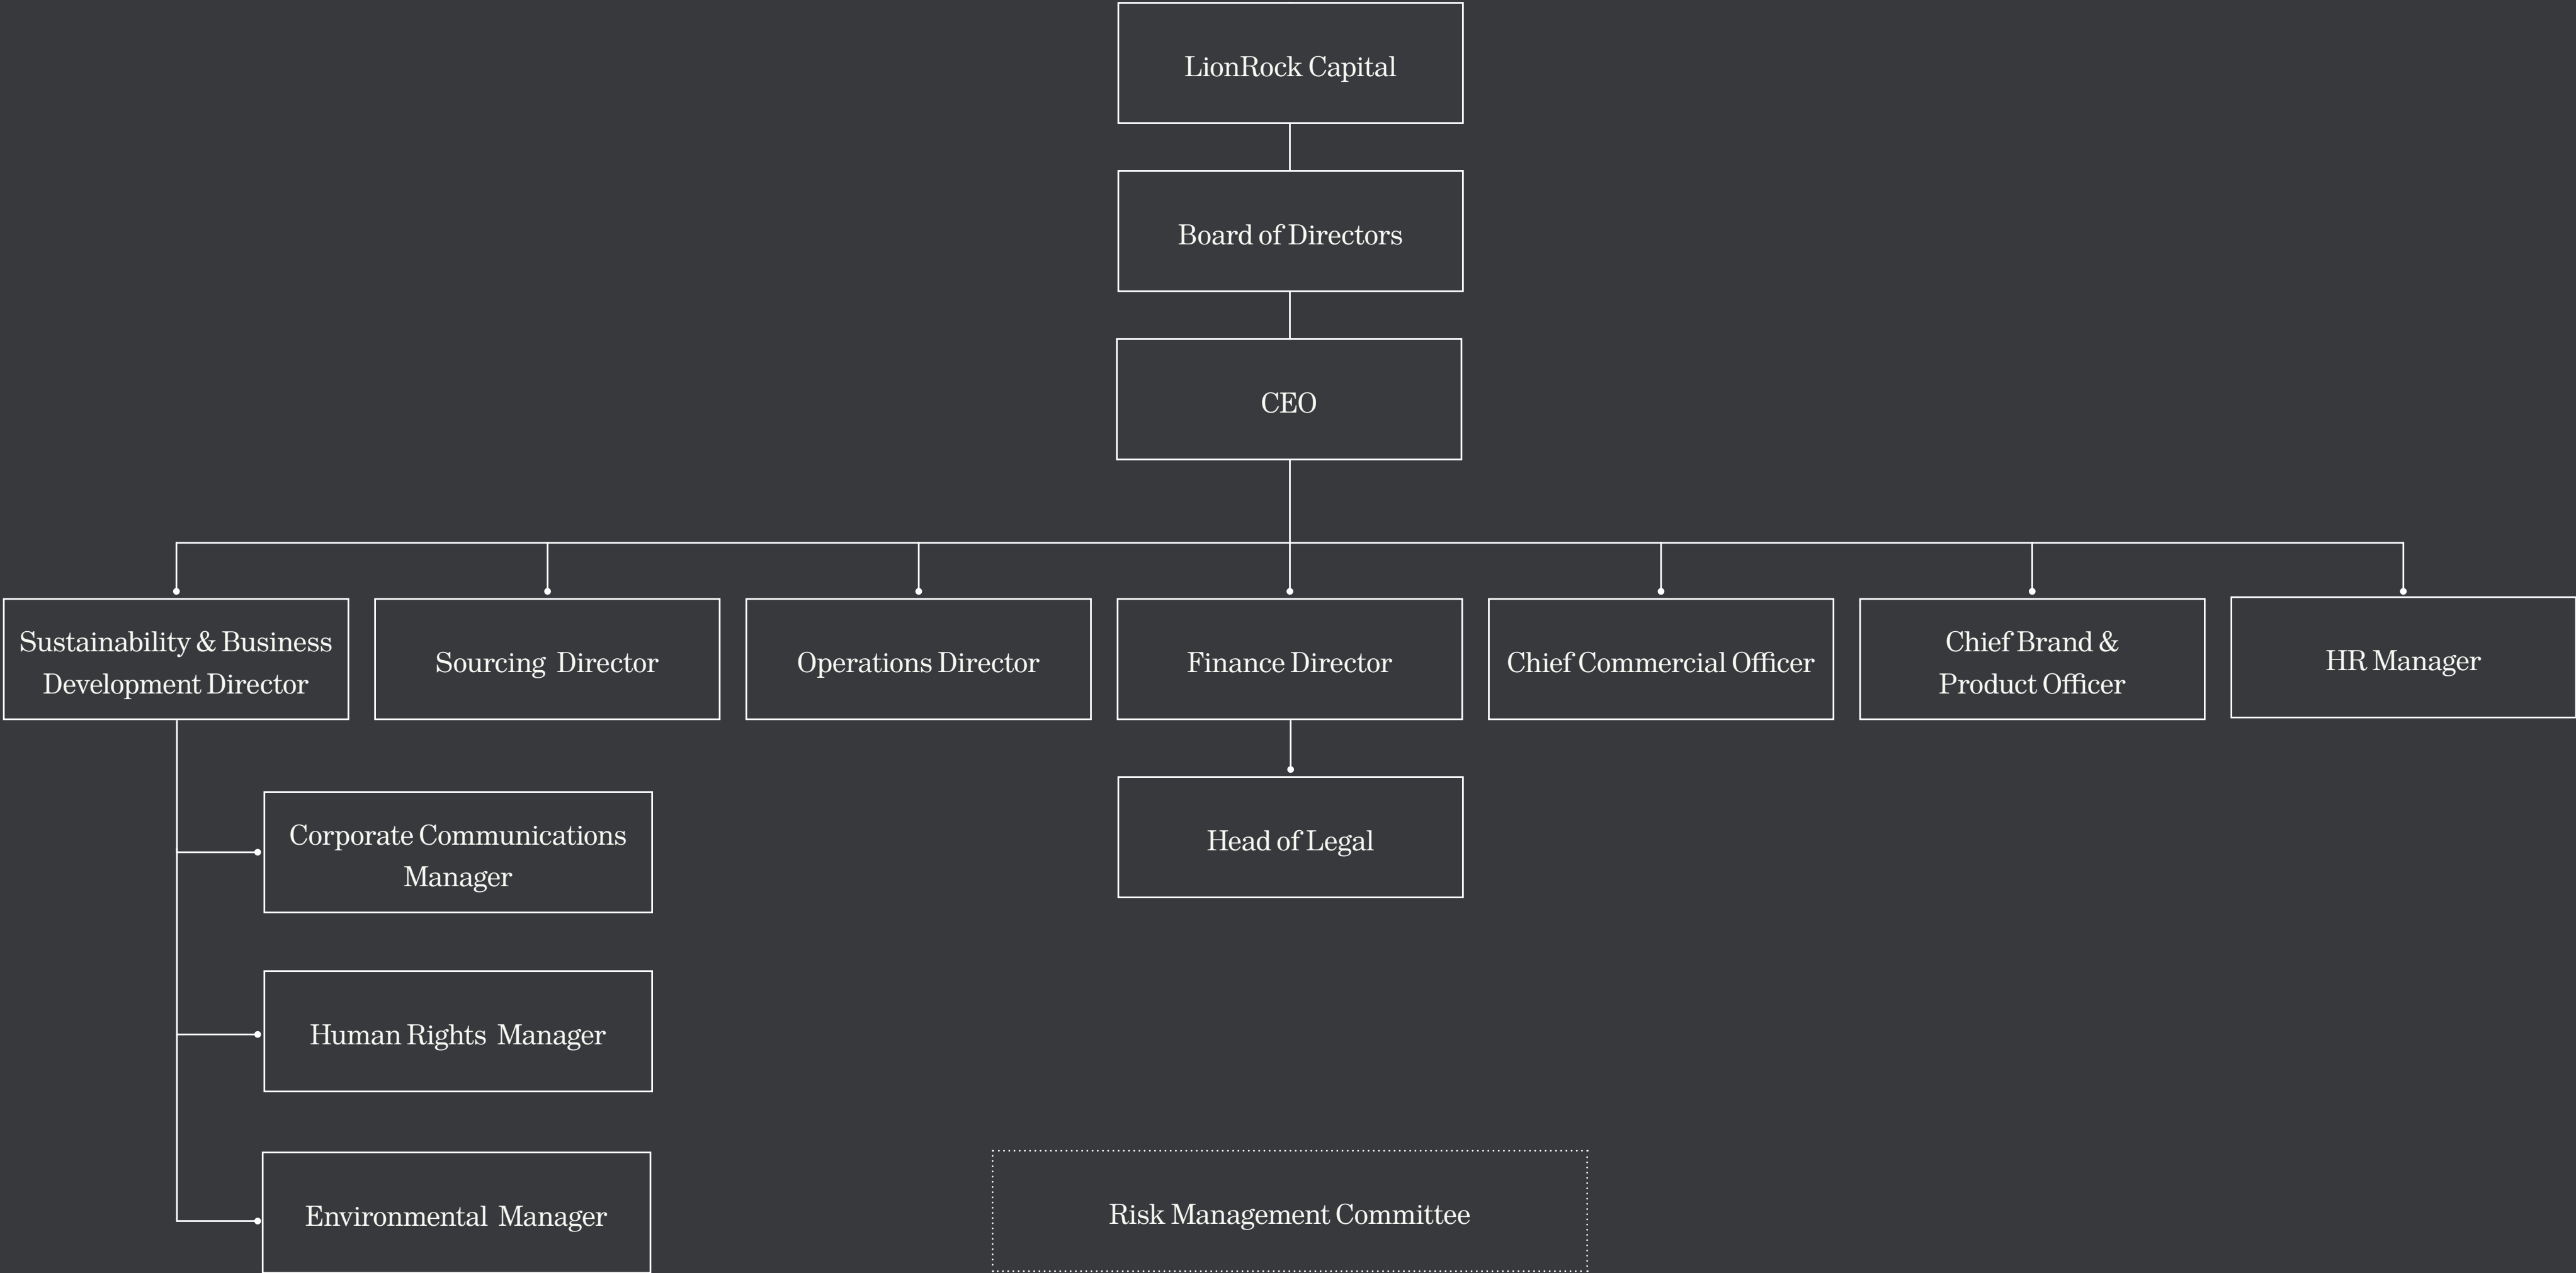 LionRock Capital
Board of Directors
CEO
Sustainability & Business
Development Director
Sourcing Director
Operations Director
Finance Director
Chief Commercial Officer
Chief Brand &
Product Officer
HR Manager
Corporate Communications
Manager
Head of Legal
Human Rights Manager
Environmental Manager
Risk Management Committee